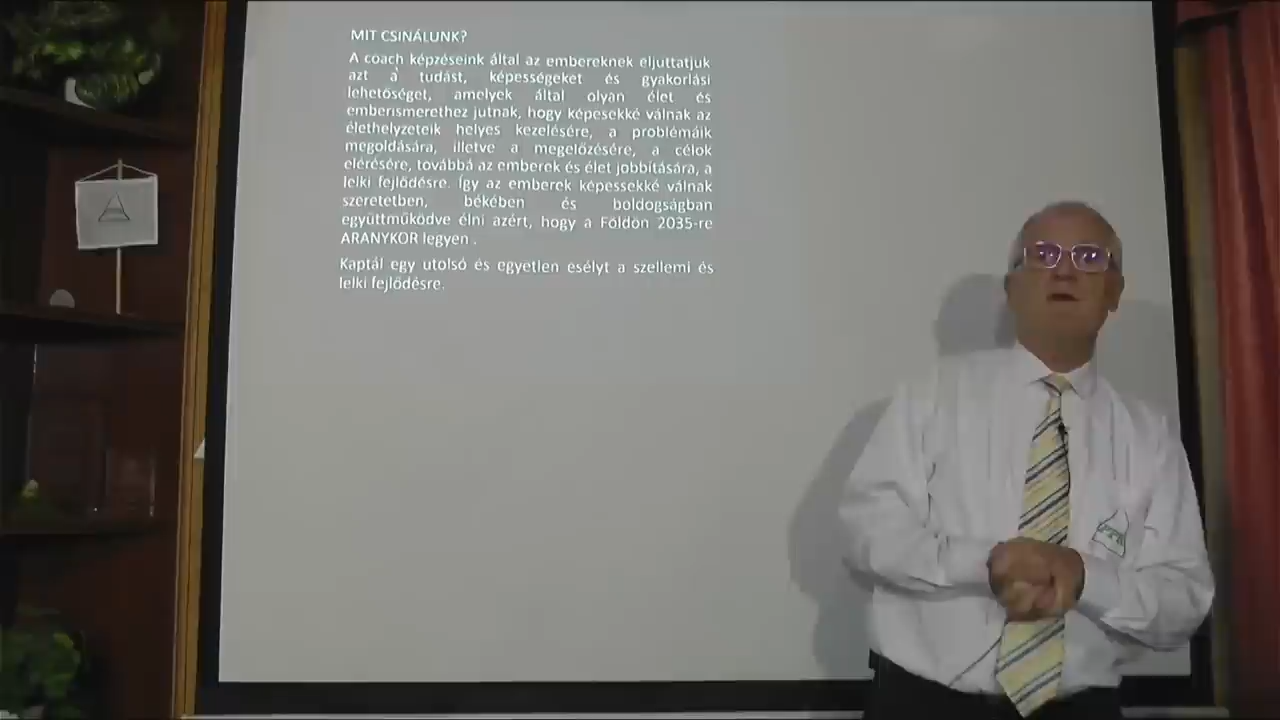 MIT CSINÁLUNK?
A coach képzéseink által az embereknek eljuttatjuk
azt a tudást, képességeket és gyakorlási
lehetőséget, amelyek által olyan élet és
emberismerethez jutnak, hogy képesekké válnak az
élethelyzeteik helyes kezelésére, a problémáik
megoldására, illetve a megelőzésére, a célok
elérésére, továbbá az emberek és élet jobbítására, a
lelki fejlődésre. Így az emberek képessekké válnak
szeretetben, békében és boldogságban
együttműködve élni azért, hogy a Földön 2035-re
ARANYKOR legyen .
Kaptál egy utolsó és egyetlen esélyt a szellemi és
lelki fejlődésre.